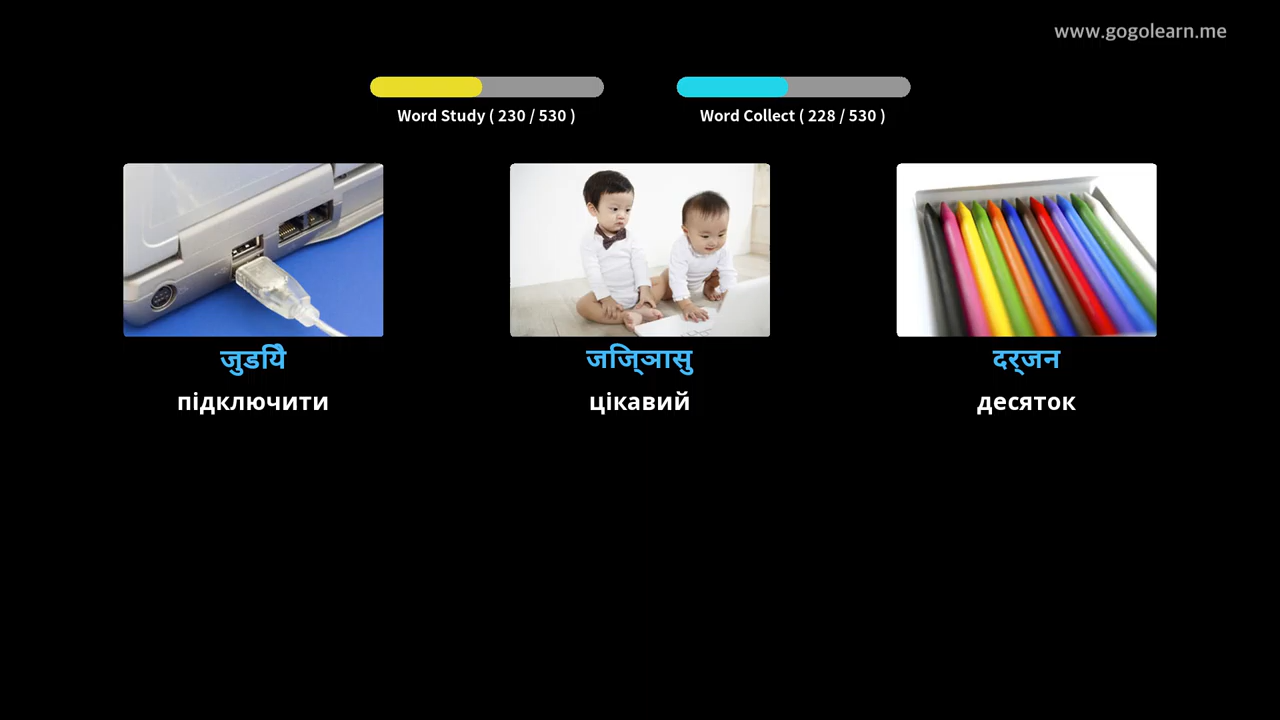 www.gogolearn.me
Word Study ( 230 / 530 )
Word Collect ( 228 / 530 )
जुडयिे
जजि्ञासु
दर्जन
підключити
цікавий
десяток